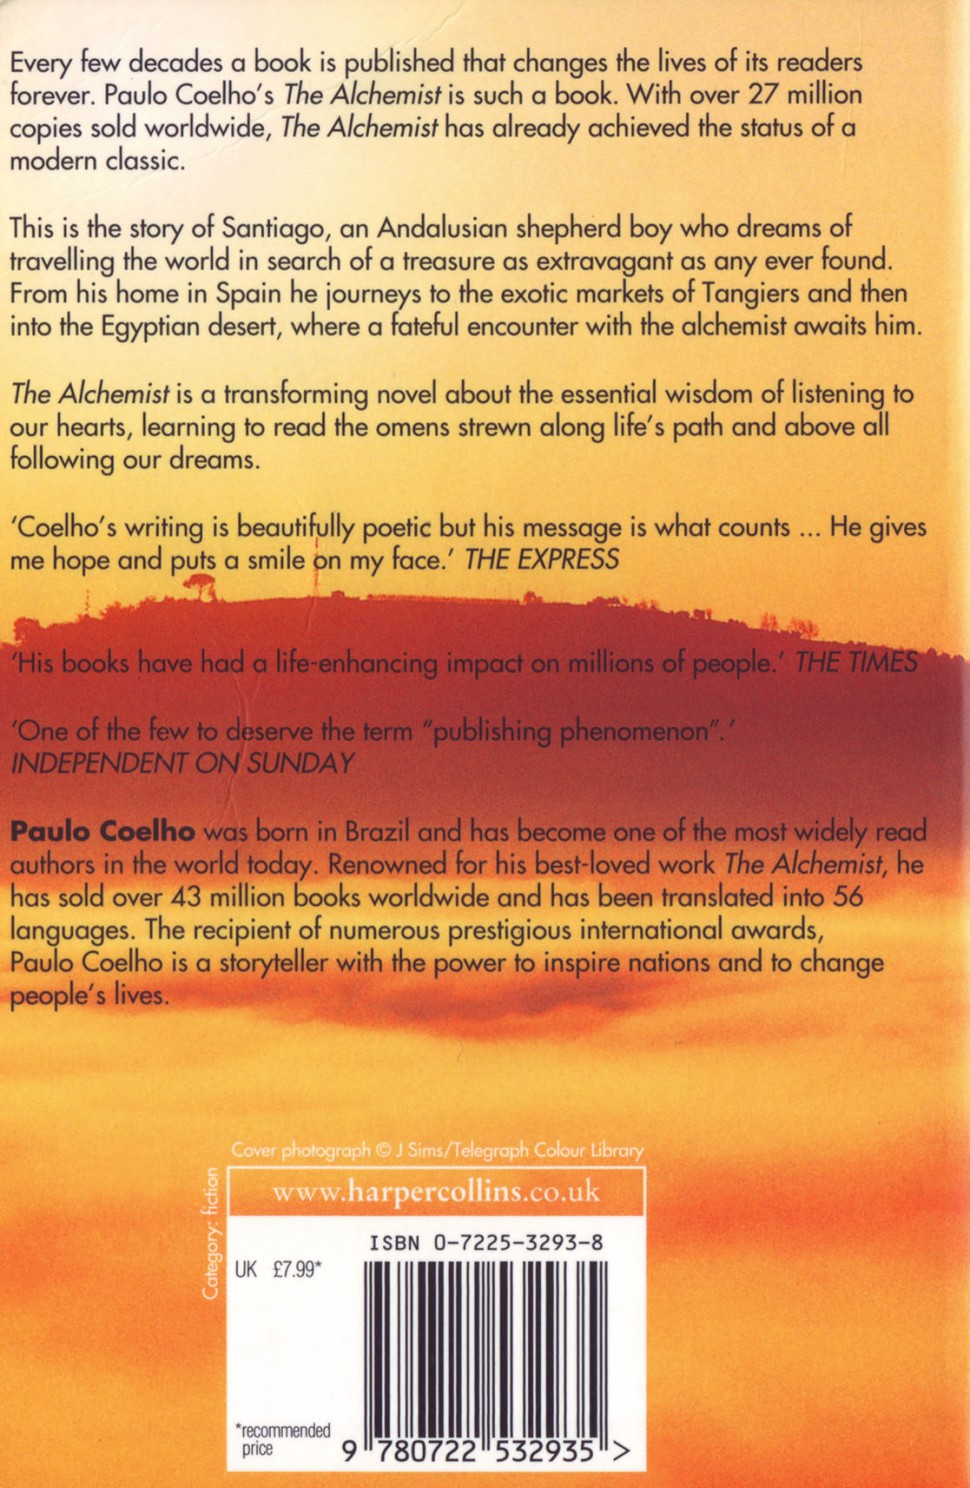 Every few decades a book is published that changes the lives of its readers
forever. Paulo Coelho's The Alchemist is such a book. With over 27 million
copies sold worldwide, The Alchemist has already achieved the status of a
modern classic.
This is the story of Santiago, an Andalusian shepherd boy who dreams of
travelling the world in search of a treasure as extravagant as any ever found.
From his home in Spain he journeys to the exotic markets of Tangiers and then
into the Egyptian desert, where a fateful encounter with the alchemist awaits him.
The Alchemist is a transforming novel about the essential wisdom of listening to
our hearts, learning to read the omens strewn along life's path and above all
following our dreams.
‘Coelho’s writing is beautifully poetic but his message is what counts ... He gives
me hope and puts a smile on my face.’ THE EXPRESS
‘His books have had a life-enhancing impact on millions of people.’ THE TIMES
‘One of the few to deserve the term “publishing phenomenon”.’
INDEPENDENT ON SUNDAY
Paulo Coelho was born in Brazil and has become one of the most widely read
authors in the world today. Renowned for his best-loved work The Alchemist, he
has sold over 43 million books worldwide and has been translated into 56
languages. The recipient of numerous prestigious international awards,
Paulo Coelho is a storyteller with the power to inspire nations and to change
people's lives.
Cover photograph © J Sims/Telegraph Colour Library
Category: fiction
www.harpercollins.co.uk
ISBN 0-7225-3293-8
UK £7.99*
*recommended
price
9 780722 532935 >